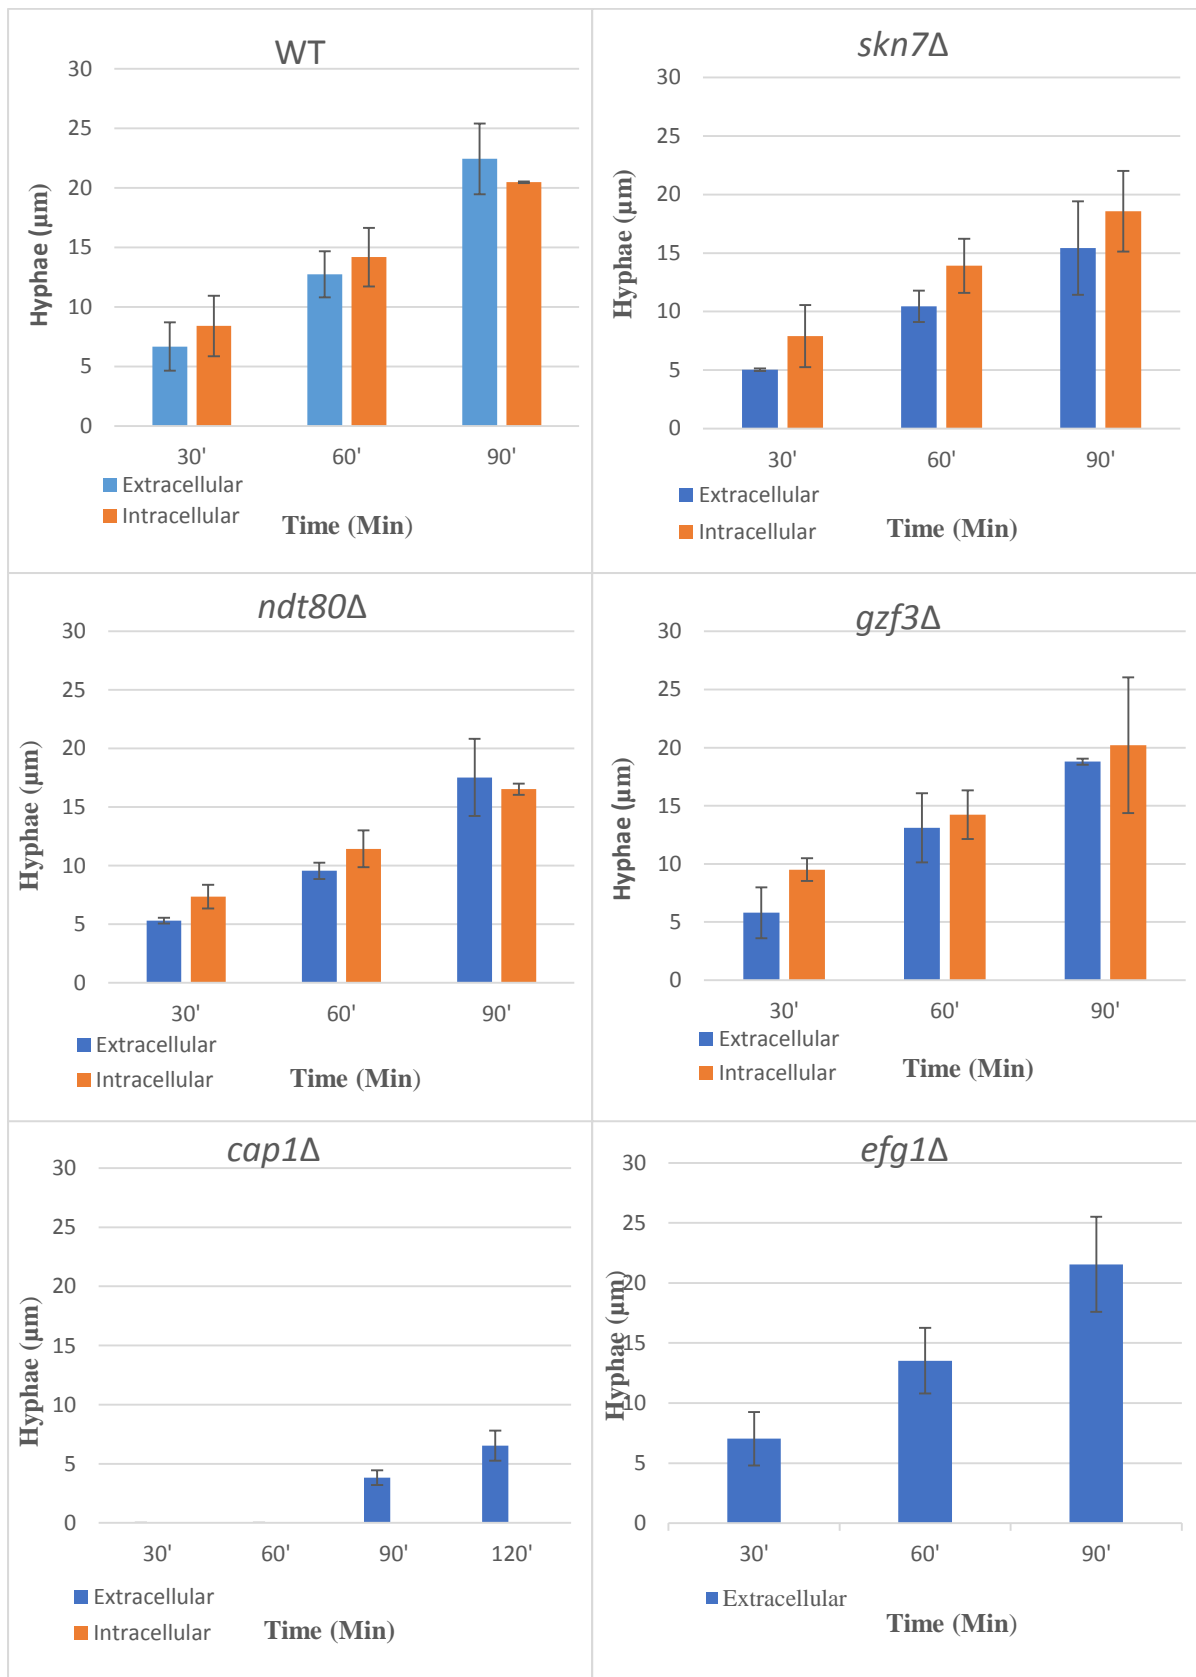 WT
30
25
20
15
10
5
0
Hyphae (µm)
30' 60' 90'
Extracellular
Intracellular
Time (Min)
skn7Δ
30
25
20
15
10
5
0
Hyphae (µm)
30' 60' 90'
Extracellular
Intracellular
Time (Min)
ndt80Δ
30
25
20
15
10
5
0
Hyphae (µm)
30' 60' 90'
Extracellular
Intracellular
Time (Min)
gzf3Δ
30
25
20
15
10
5
0
Hyphae (µm)
30' 60' 90'
Extracellular
Intracellular
Time (Min)
cap1Δ
30
25
20
15
10
5
0
Hyphae (µm)
30' 60' 90' 120'
Extracellular
Intracellular
Time (Min)
efg1Δ
30
25
20
15
10
5
0
Hyphae (µm)
30' 60' 90'
Extracellular
Time (Min)